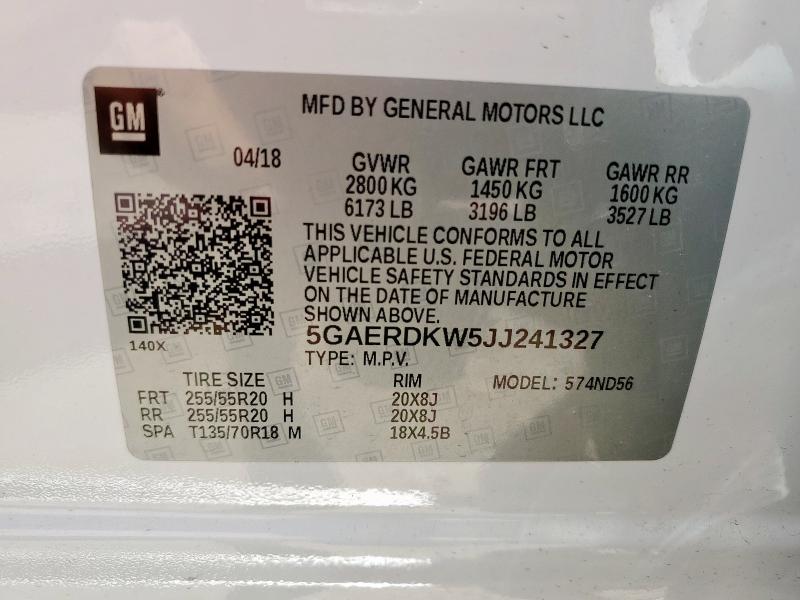 GM
MFD BY GENERAL MOTORS LLC
04/18 GVWR GAWR FRT GAWR RR
2800 KG 1450 KG 1600 KG
6173 LB 3196 LB 3527 LB
THIS VEHICLE CONFORMS TO ALL
APPLICABLE U.S. FEDERAL MOTOR
VEHICLE SAFETY STANDARDS IN EFFECT
ON THE DATE OF MANUFACTURE
SHOWN ABOVE.
140X
5GAERDKW5JJ241327
TYPE: M.P.V.
TIRE SIZE RIM MODEL: 574ND56
FRT 255/55R20 H 20X8J
RR 255/55R20 H 20X8J
SPA T135/70R18 M 18X4.5B